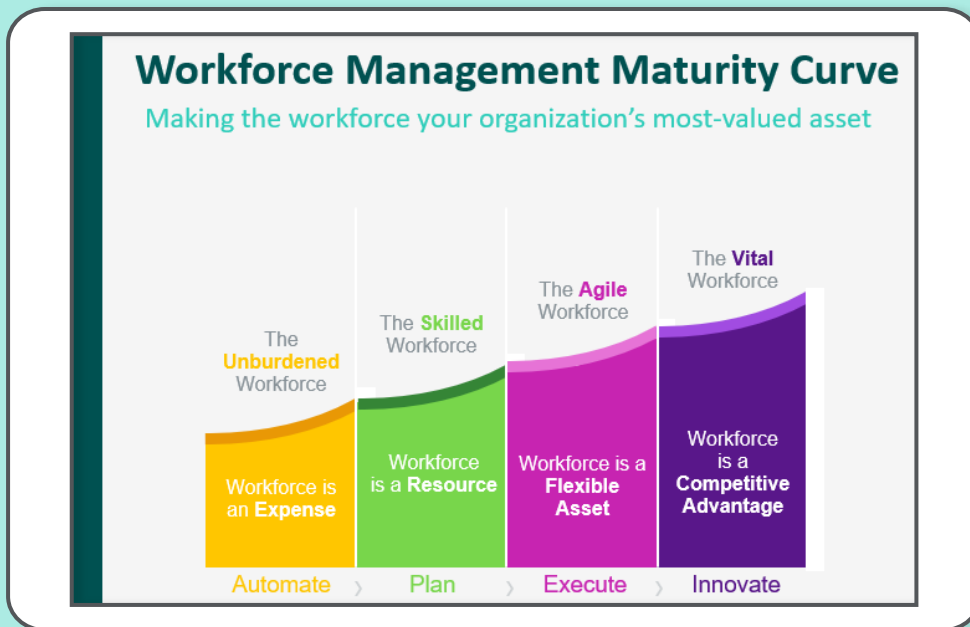 Workforce Management Maturity Curve
Making the workforce your organization's most-valued asset
The
Unburdened
Workforce
The Skilled
Workforce
The Agile
Workforce
The Vital
Workforce
Workforce is
an Expense
Workforce
is a Resource
Workforce is a
Flexible
Asset
Workforce
is a
Competitive
Advantage
Automate > Plan > Execute > Innovate